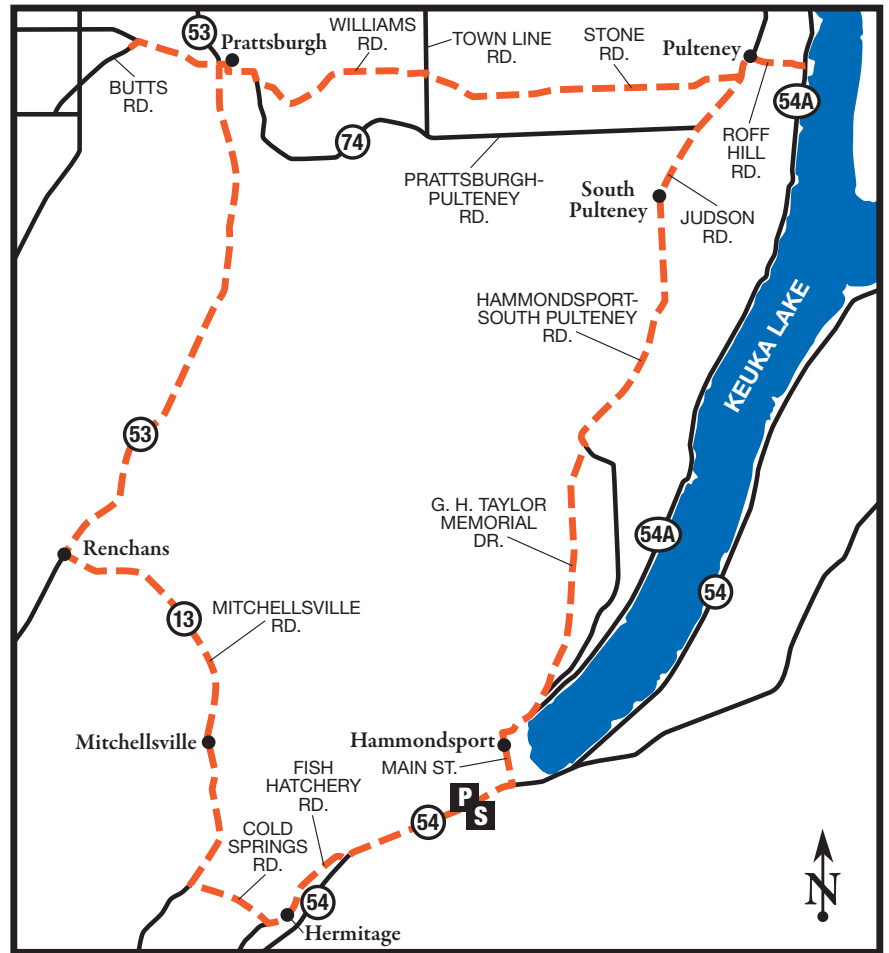 53
Prattsburgh
WILLIAMS
RD.
TOWN LINE
RD.
STONE
RD.
Pulteney
BUTTS
RD.
54A
ROFF
HILL
RD.
74
PRATTSBURGH-
PULTENEY
RD.
South
Pulteney
JUDSON
RD.
HAMMONDSPORT-
SOUTH PULTENEY
RD.
KEUKA LAKE
53
G. H. TAYLOR
MEMORIAL
DR.
54A
54
Renchans
13
MITCHELLSVILLE
RD.
Mitchellsville
Hammondsport
MAIN ST.
FISH
HATCHERY
RD.
P
S
54
COLD
SPRINGS
RD.
54
Hermitage
N